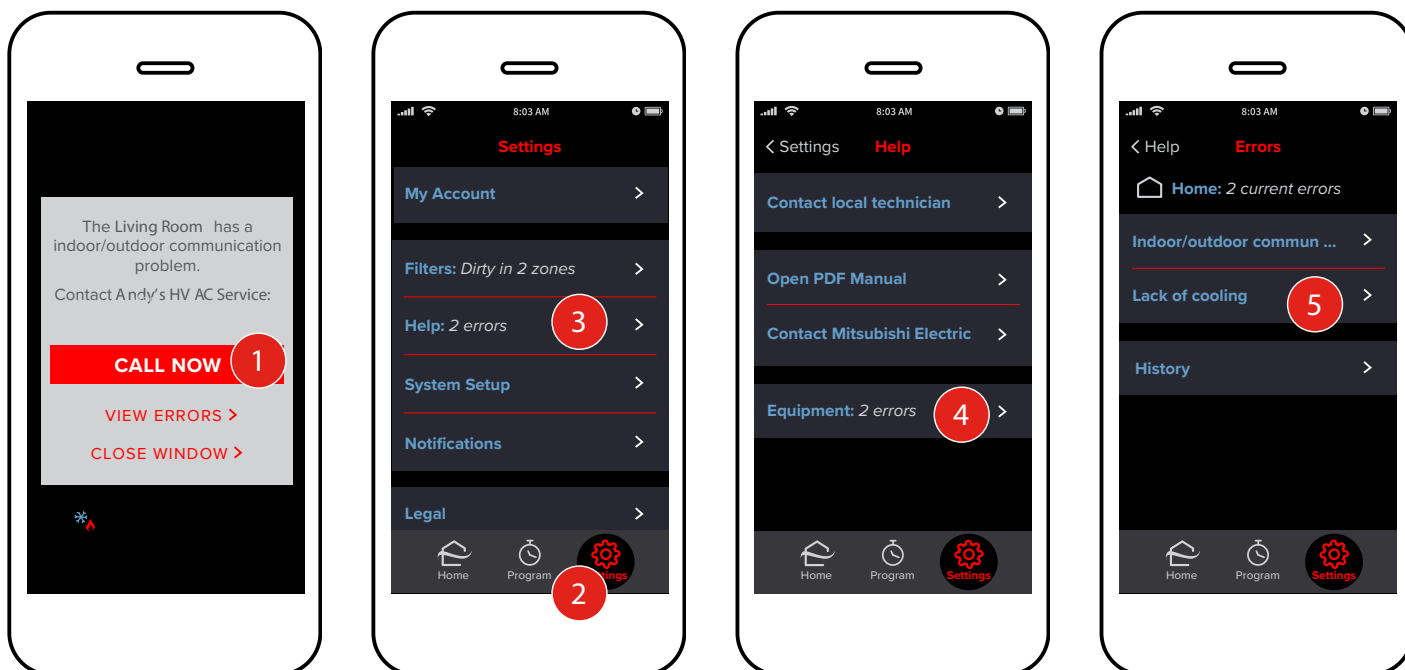 The Living Room has a
indoor/outdoor communication
problem.
Contact Andy's HV AC Service:
CALL NOW
1
VIEW ERRORS >
CLOSE WINDOW >
8:03 AM
Settings
My Account >
Filters: Dirty in 2 zones >
Help: 2 errors 3 >
System Setup >
Notifications >
Legal >
Home Program Settings
2
8:03 AM
< Settings Help
Contact local technician >
Open PDF Manual >
Contact Mitsubishi Electric >
Equipment: 2 errors 4 >
Home Program Settings
8:03 AM
< Help Errors
Home: 2 current errors
Indoor/outdoor commun ... >
Lack of cooling 5 >
History >
Home Program Settings